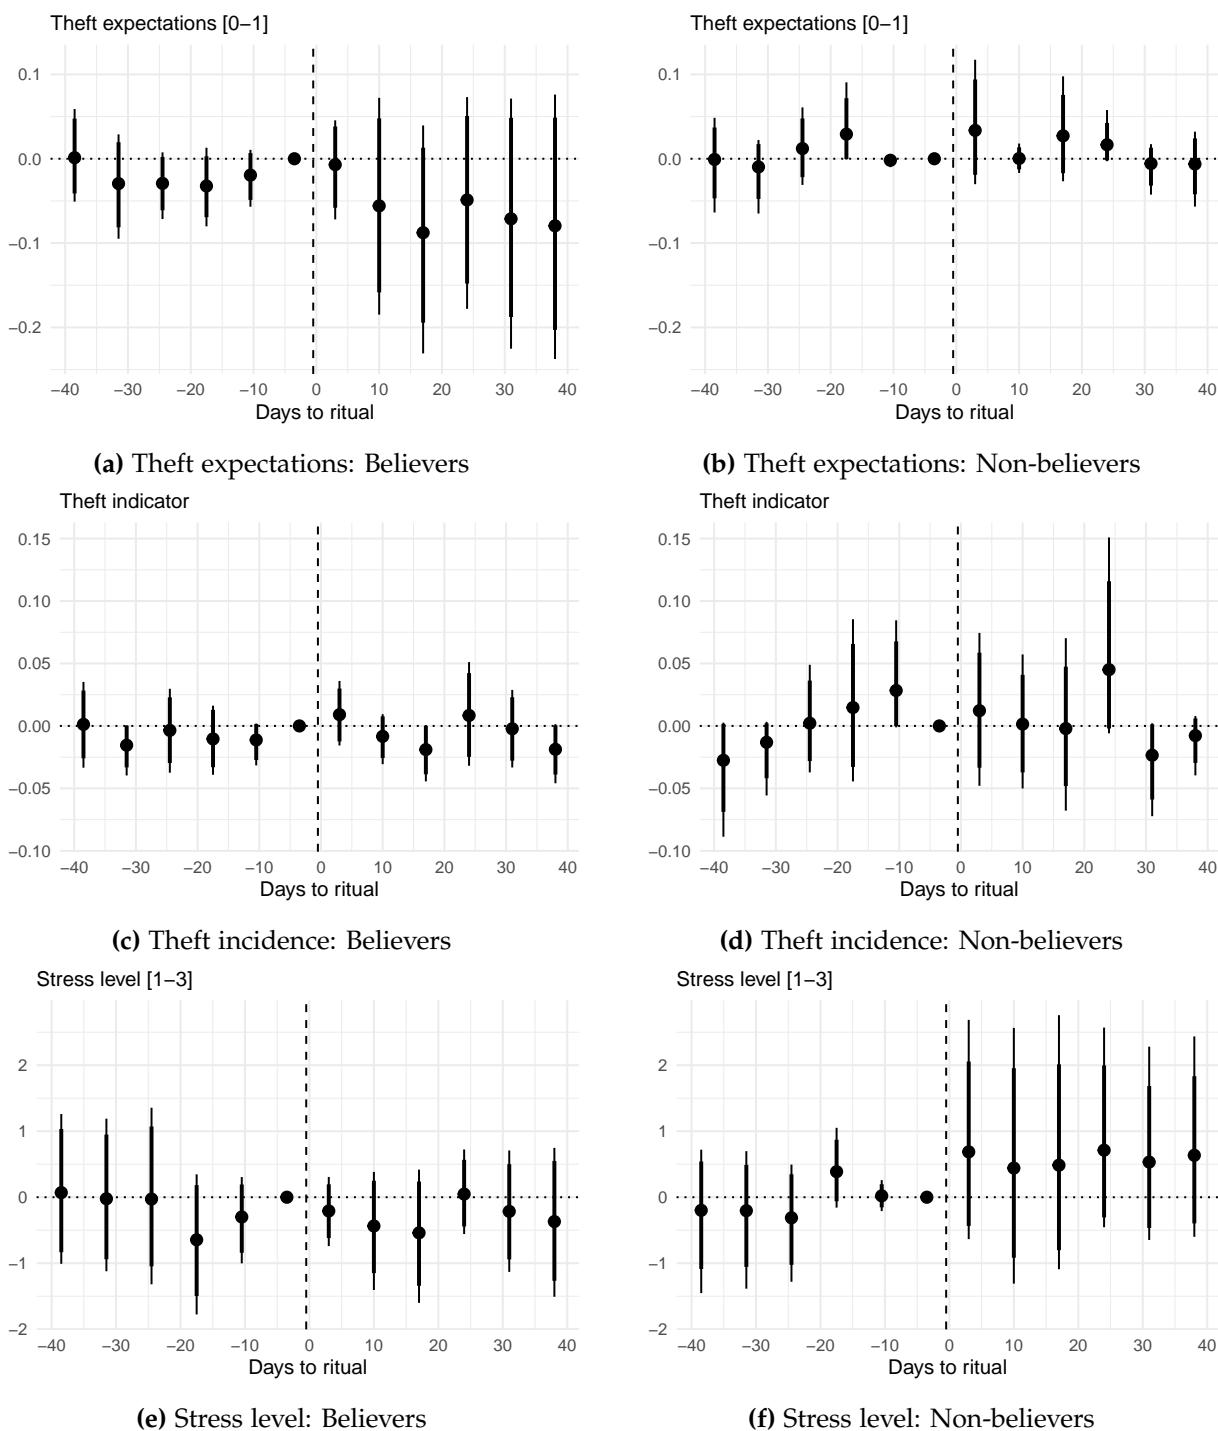 Theft expectations [0−1]
0.1
0.0
−0.1
−0.2
−40 −30 −20 −10 0 10 20 30 40
Days to ritual
(a) Theft expectations: Believers
Theft expectations [0−1]
0.1
0.0
−0.1
−0.2
−40 −30 −20 −10 0 10 20 30 40
Days to ritual
(b) Theft expectations: Non-believers
Theft indicator
0.15
0.10
0.05
0.00
−0.05
−0.10
−40 −30 −20 −10 0 10 20 30 40
Days to ritual
(c) Theft incidence: Believers
Theft indicator
0.15
0.10
0.05
0.00
−0.05
−0.10
−40 −30 −20 −10 0 10 20 30 40
Days to ritual
(d) Theft incidence: Non-believers
Stress level [1−3]
2
1
0
−1
−2
−40 −30 −20 −10 0 10 20 30 40
Days to ritual
(e) Stress level: Believers
Stress level [1−3]
2
1
0
−1
−2
−40 −30 −20 −10 0 10 20 30 40
Days to ritual
(f) Stress level: Non-believers